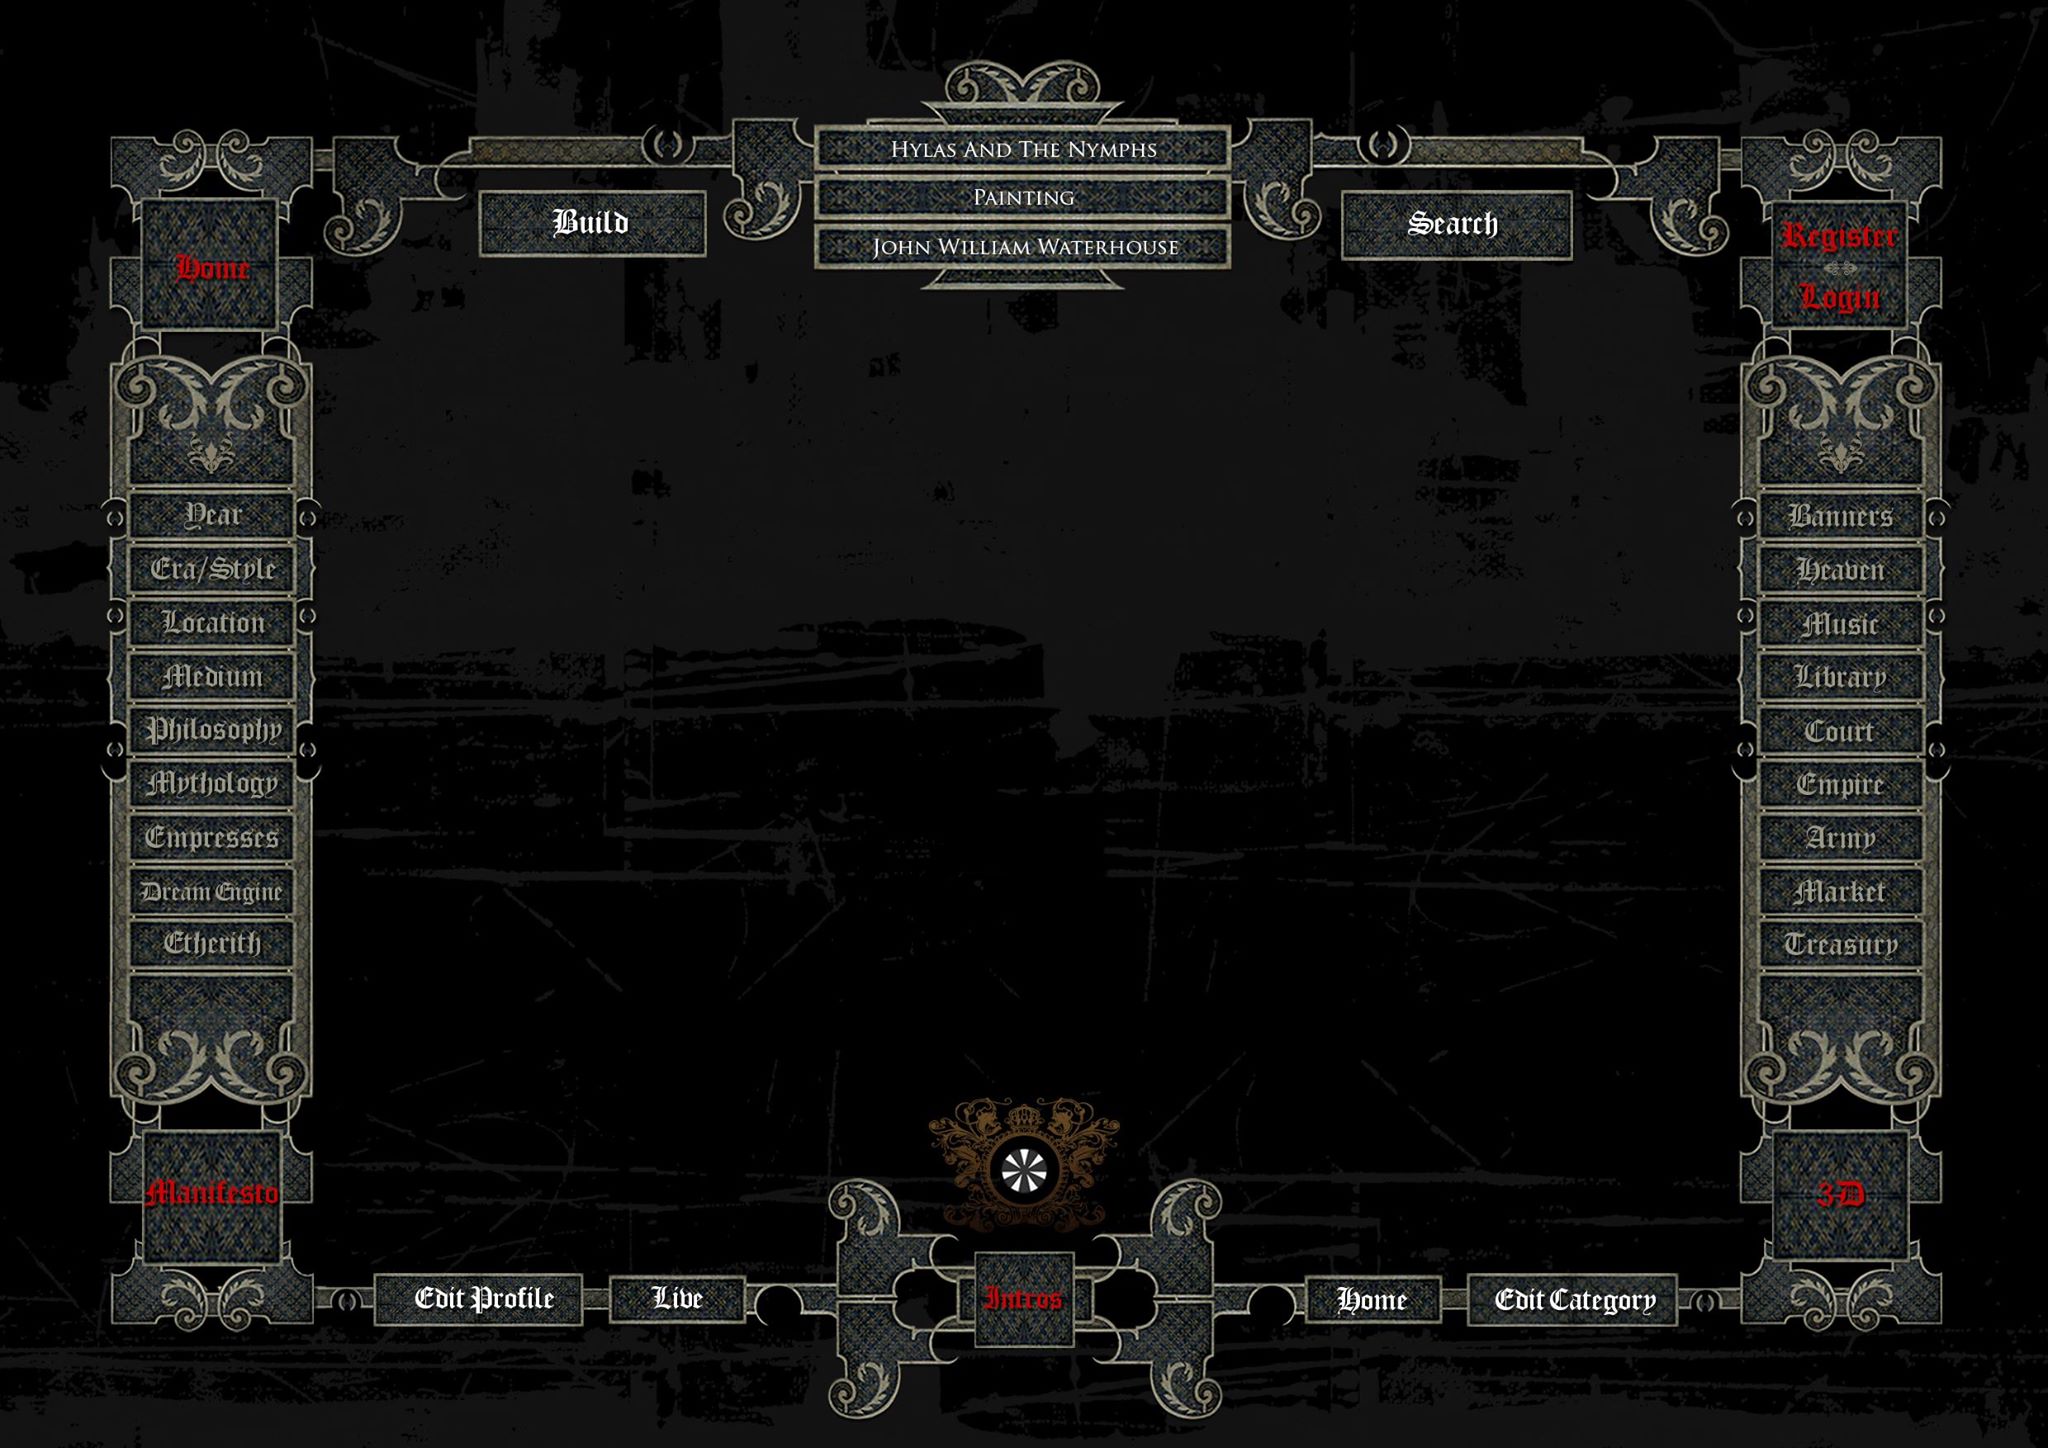 Hylas And The Nymphs
Painting
John William Waterhouse
Build
Search
Home
Register
Login
Year
Era/Style
Location
Medium
Philosophy
Mythology
Empresses
Dream Engine
Etherith
Banners
Heaven
Music
Library
Court
Empire
Army
Market
Treasury
Manifesto
3-D
Edit Profile
Live
Intros
Home
Edit Category